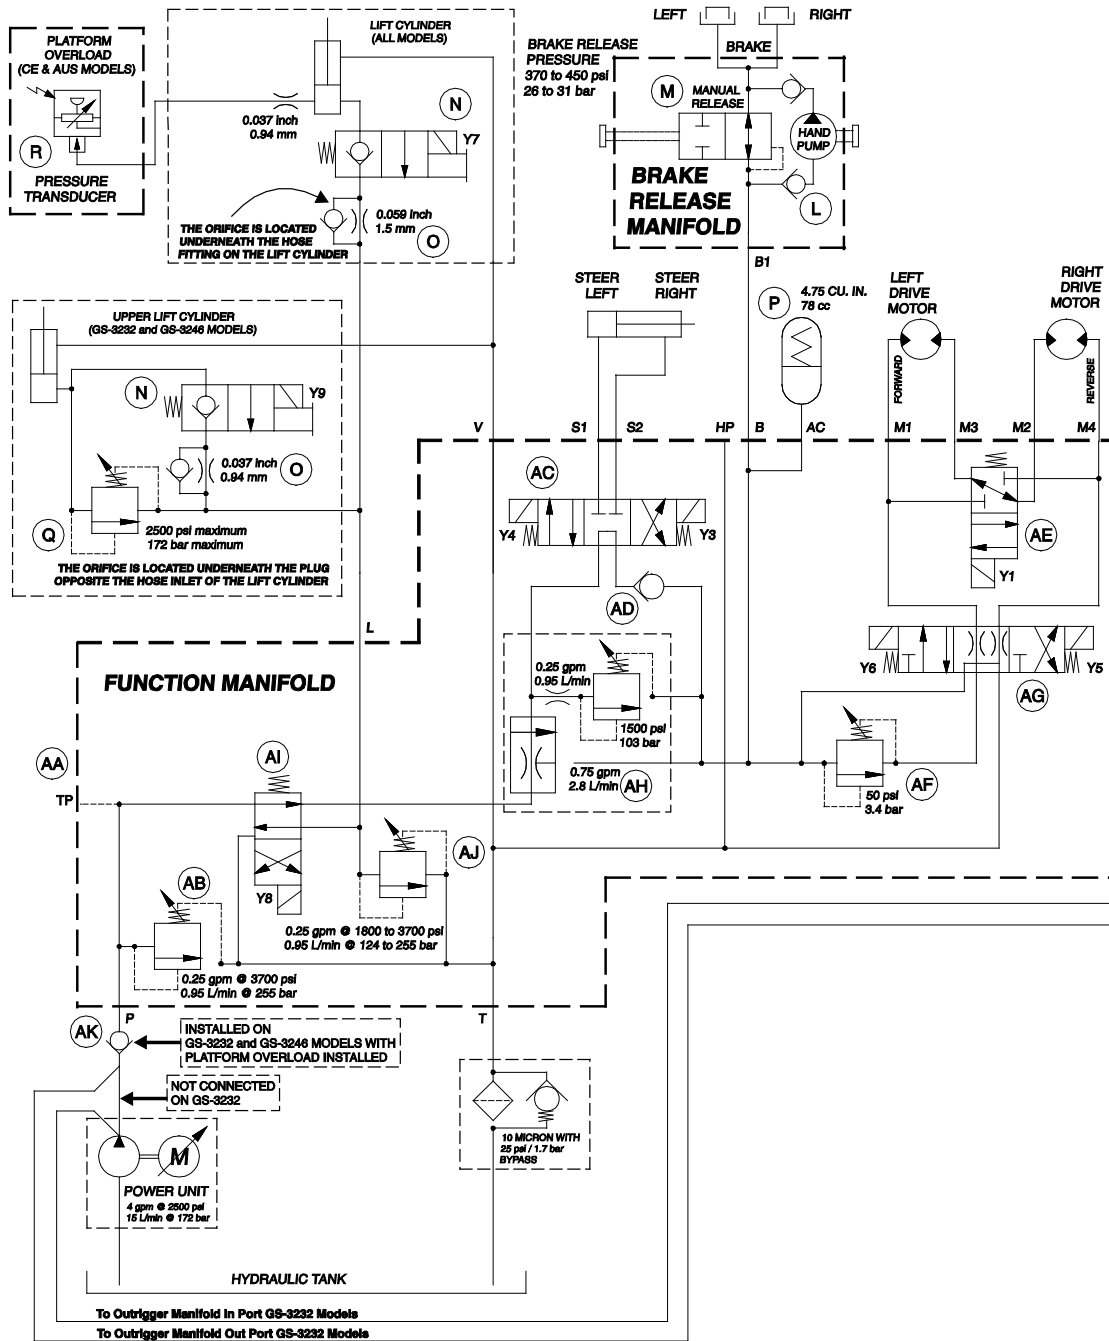 LEFT
RIGHT
BRAKE
PLATFORM
OVERLOAD
(CE & AUS MODELS)
R
PRESSURE
TRANSDUCER
LIFT CYLINDER
(ALL MODELS)
0.037 inch
0.94 mm
N
Y7
0.059 inch
1.5 mm
O
THE ORIFICE IS LOCATED
UNDERNEATH THE HOSE
FITTING ON THE LIFT CYLINDER
BRAKE RELEASE
PRESSURE
370 to 450 psi
26 to 31 bar
M
MANUAL
RELEASE
HAND
PUMP
BRAKE
RELEASE
MANIFOLD
L
B1
UPPER LIFT CYLINDER
(GS-3232 and GS-3246 MODELS)
N
Y9
0.037 inch
0.94 mm
O
Q
2500 psi maximum
172 bar maximum
THE ORIFICE IS LOCATED UNDERNEATH THE PLUG
OPPOSITE THE HOSE INLET OF THE LIFT CYLINDER
STEER
LEFT
STEER
RIGHT
P
4.75 CU. IN.
78 cc
LEFT
DRIVE
MOTOR
RIGHT
DRIVE
MOTOR
FORWARD
REVERSE
V
S1
S2
HP
B
AC
M1
M3
M2
M4
AC
Y4
Y3
AD
AE
Y1
Y6
Y5
AG
L
FUNCTION MANIFOLD
0.25 gpm
0.95 L/min
1500 psi
103 bar
0.75 gpm
2.8 L/min
AH
AF
50 psi
3.4 bar
AA
TP
AI
Y8
AJ
AB
0.25 gpm @ 1800 to 3700 psi
0.95 L/min @ 124 to 255 bar
0.25 gpm @ 3700 psi
0.95 L/min @ 255 bar
P
T
AK
INSTALLED ON
GS-3232 and GS-3246 MODELS WITH
PLATFORM OVERLOAD INSTALLED
NOT CONNECTED
ON GS-3232
M
POWER UNIT
4 gpm @ 2500 psi
15 L/min @ 172 bar
10 MICRON WITH
25 psi / 1.7 bar
BYPASS
HYDRAULIC TANK
To Outrigger Manifold In Port GS-3232 Models
To Outrigger Manifold Out Port GS-3232 Models